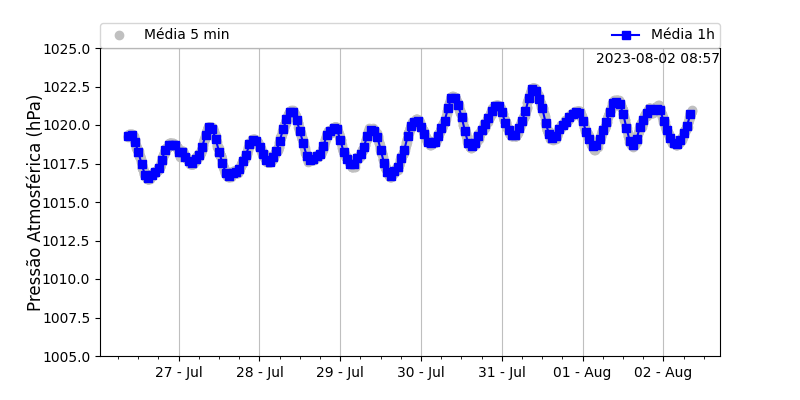 Média 5 min
Média 1h
2023-08-02 08:57
Pressão Atmosférica (hPa)
1025.0
1022.5
1020.0
1017.5
1015.0
1012.5
1010.0
1007.5
1005.0
27 - Jul
28 - Jul
29 - Jul
30 - Jul
31 - Jul
01 - Aug
02 - Aug